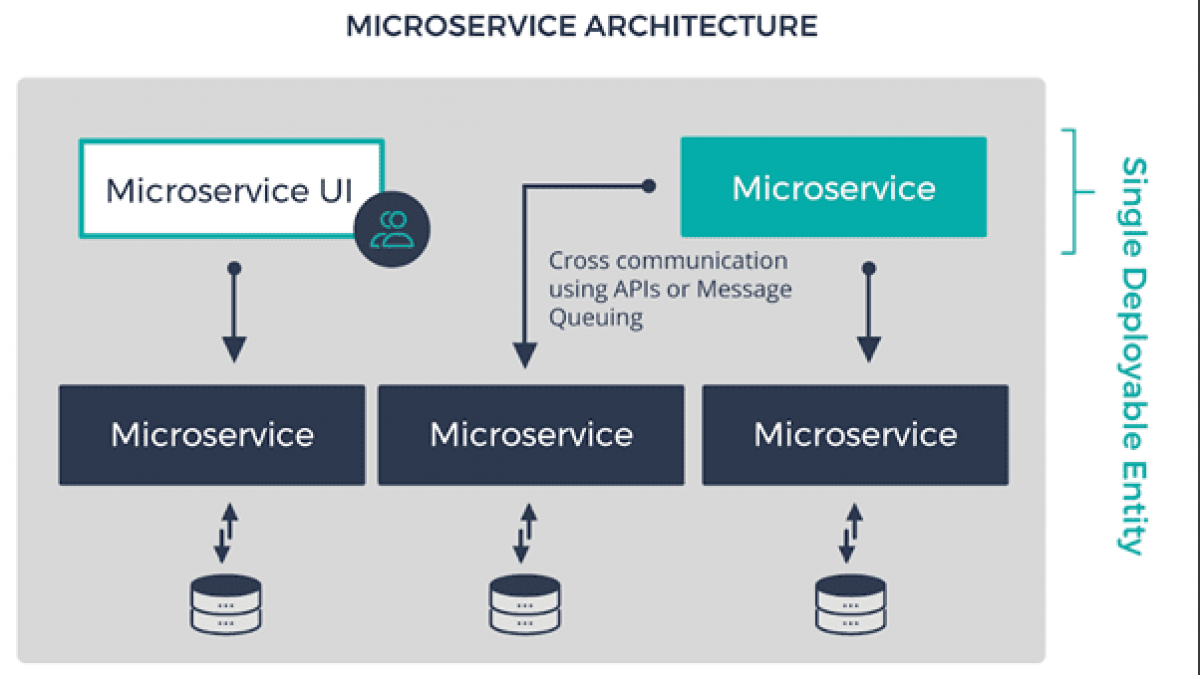 MICROSERVICE ARCHITECTURE
Microservice UI
Microservice
Cross communication
using APIs or Message
Queuing
Single Deployable Entity
Microservice
Microservice
Microservice